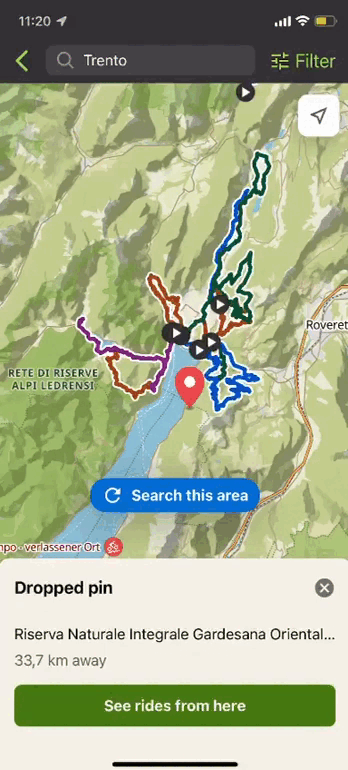 11:20
Trento
Filter
Roveret
RETE DI RISERVE
ALPI LEDRENSI
Search this area
mpo - verlassener Ort
Dropped pin
Riserva Naturale Integrale Gardesana Oriental...
33,7 km away
See rides from here